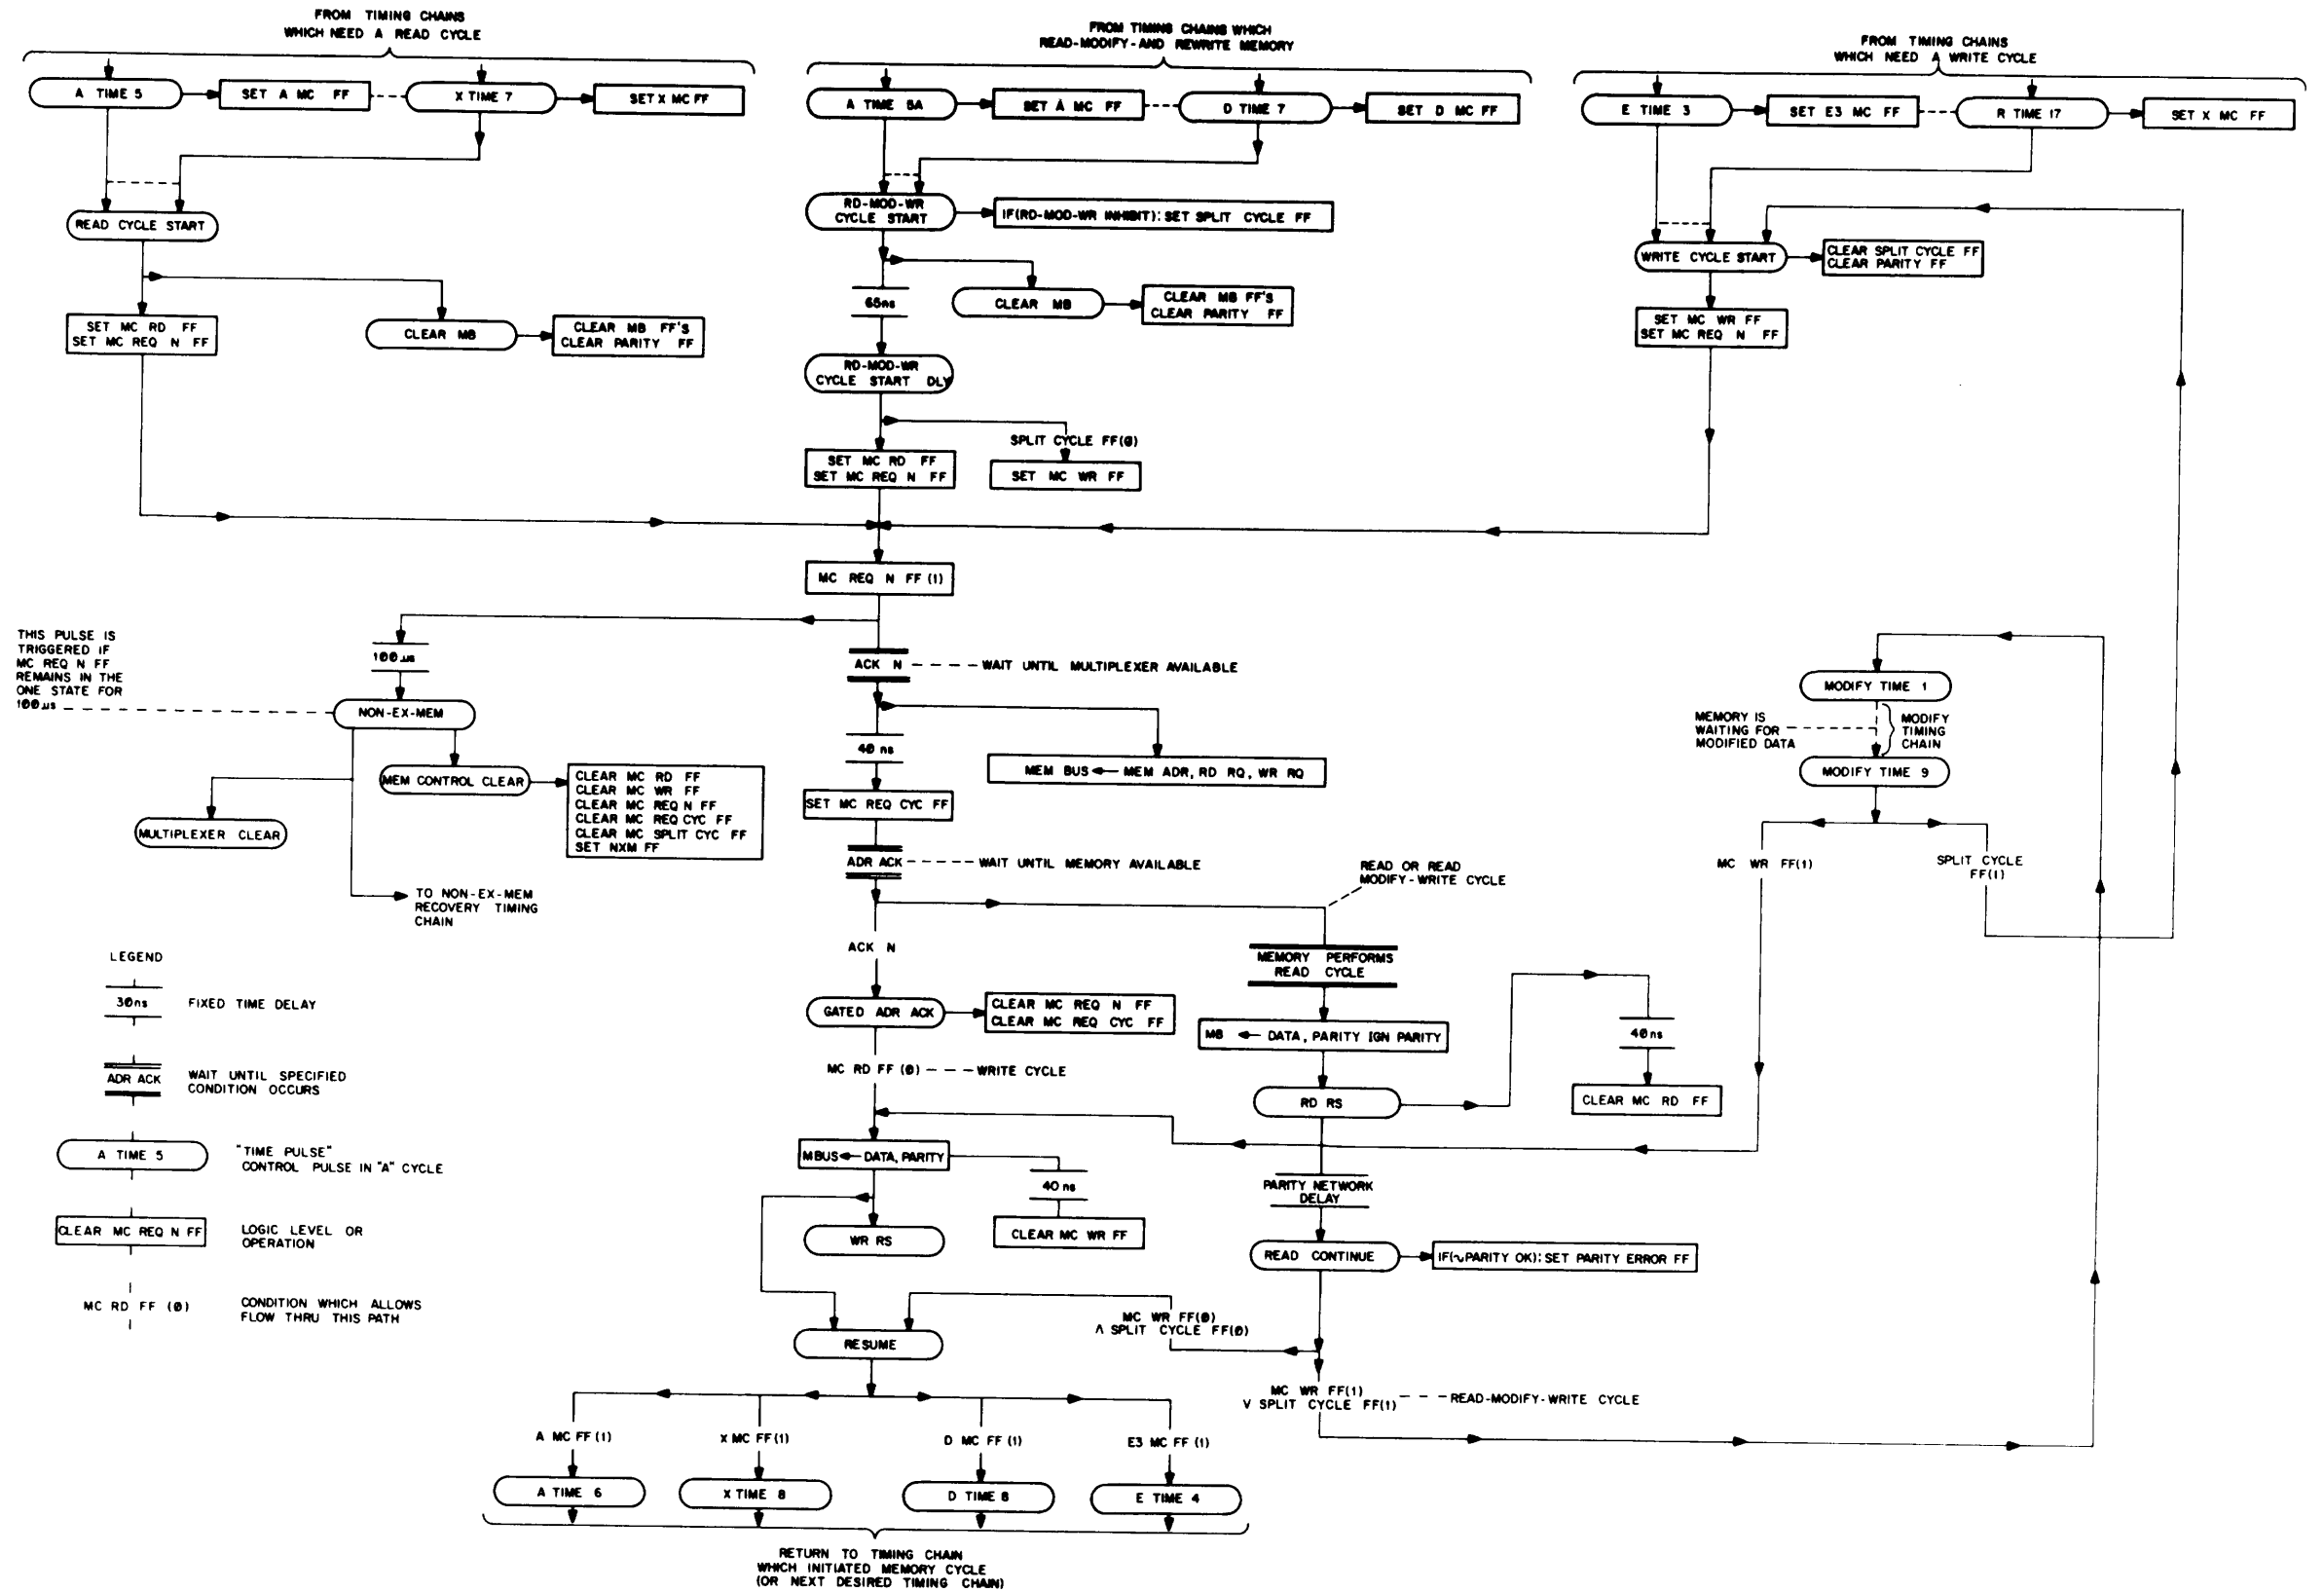 FROM TIMING CHAINS
WHICH NEED A READ CYCLE
A TIME 5
SET A MC FF
X TIME 7
SET X MC FF
READ CYCLE START
SET MC RD FF
SET MC REQ N FF
CLEAR MB
CLEAR MB FF'S
CLEAR PARITY FF
FROM TIMING CHAINS WHICH
READ-MODIFY-AND REWRITE MEMORY
A TIME 5A
SET A MC FF
D TIME 7
SET D MC FF
RD-MOD-WR
CYCLE START
IF(RD-MOD-WR INHIBIT): SET SPLIT CYCLE FF
65ns
CLEAR MB
CLEAR MB FF'S
CLEAR PARITY FF
RD-MOD-WR
CYCLE START DLY
SPLIT CYCLE FF(0)
SET MC RD FF
SET MC REQ N FF
SET MC WR FF
FROM TIMING CHAINS
WHICH NEED A WRITE CYCLE
E TIME 3
SET E3 MC FF
R TIME 17
SET X MC FF
WRITE CYCLE START
CLEAR SPLIT CYCLE FF
CLEAR PARITY FF
SET MC WR FF
SET MC REQ N FF
MC REQ N FF (1)
THIS PULSE IS
TRIGGERED IF
MC REQ N FF
REMAINS IN THE
ONE STATE FOR
100us
100us
NON-EX-MEM
MEM CONTROL CLEAR
CLEAR MC RD FF
CLEAR MC WR FF
CLEAR MC REQ N FF
CLEAR MC REQ CYC FF
CLEAR MC SPLIT CYC FF
SET NXM FF
MULTIPLEXER CLEAR
TO NON-EX-MEM
RECOVERY TIMING
CHAIN
ACK N
WAIT UNTIL MULTIPLEXER AVAILABLE
40 ns
MEM BUS ← MEM ADR, RD RQ, WR RQ
SET MC REQ CYC FF
ADR ACK
WAIT UNTIL MEMORY AVAILABLE
READ OR READ
MODIFY-WRITE CYCLE
ACK N
MEMORY PERFORMS
READ CYCLE
GATED ADR ACK
CLEAR MC REQ N FF
CLEAR MC REQ CYC FF
MB ← DATA, PARITY IGN PARITY
MC RD FF (0)
WRITE CYCLE
RD RS
40ns
CLEAR MC RD FF
MODIFY TIME 1
MEMORY IS
WAITING FOR
MODIFIED DATA
MODIFY
TIMING
CHAIN
MODIFY TIME 9
MC WR FF(1)
SPLIT CYCLE
FF(1)
MBUS ← DATA, PARITY
40 ns
CLEAR MC WR FF
WR RS
PARITY NETWORK
DELAY
READ CONTINUE
IF(∿PARITY OK): SET PARITY ERROR FF
MC WR FF(0)
∧ SPLIT CYCLE FF(0)
RESUME
MC WR FF(1)
∨ SPLIT CYCLE FF(1)
READ-MODIFY-WRITE CYCLE
A MC FF (1)
X MC FF(1)
D MC FF (1)
E3 MC FF (1)
A TIME 6
X TIME 8
D TIME 8
E TIME 4
RETURN TO TIMING CHAIN
WHICH INITIATED MEMORY CYCLE
(OR NEXT DESIRED TIMING CHAIN)
LEGEND
30ns
FIXED TIME DELAY
ADR ACK
WAIT UNTIL SPECIFIED
CONDITION OCCURS
A TIME 5
"TIME PULSE"
CONTROL PULSE IN "A" CYCLE
CLEAR MC REQ N FF
LOGIC LEVEL OR
OPERATION
MC RD FF (0)
CONDITION WHICH ALLOWS
FLOW THRU THIS PATH